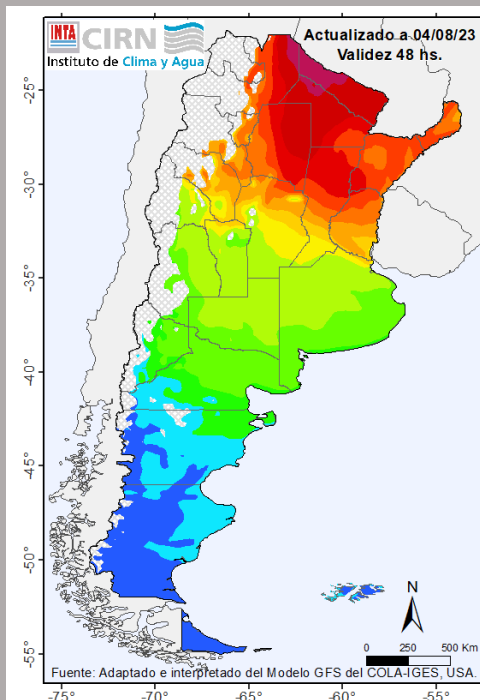 INTA CIRN
Instituto de Clima y Agua
Actualizado a 04/08/23
Validez 48 hs.
-25°
-30°
-35°
-40°
-45°
-50°
-55°
N
0 250 500 Km
Fuente: Adaptado e interpretado del Modelo GFS del COLA-IGES, USA.
-75° -70° -65° -60° -55°